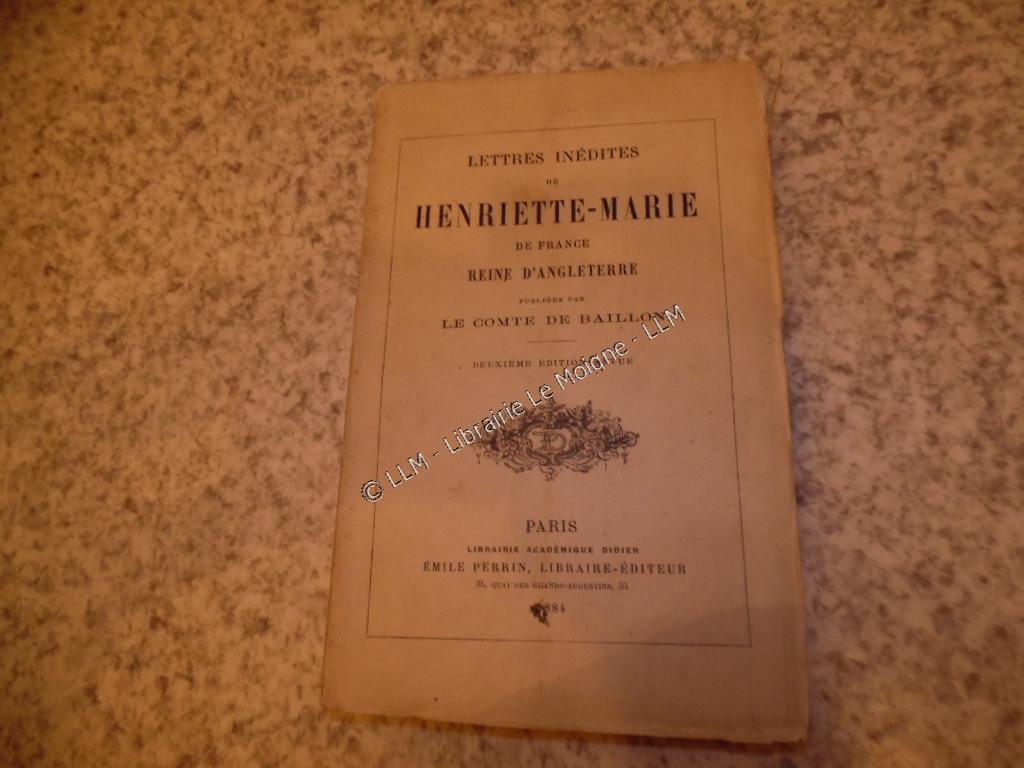 LETTRES INÉDITES
DE
HENRIETTE-MARIE
DE FRANCE
REINE D'ANGLETERRE
PUBLIÉES PAR
LE COMTE DE BAILLON
DEUXIÈME ÉDITION
© LLM - Librairie Le Moigne - LLM
PARIS
LIBRAIRIE ACADÉMIQUE DIDIER
ÉMILE PERRIN, LIBRAIRE-ÉDITEUR
35, QUAI DES GRANDS-AUGUSTINS, 35